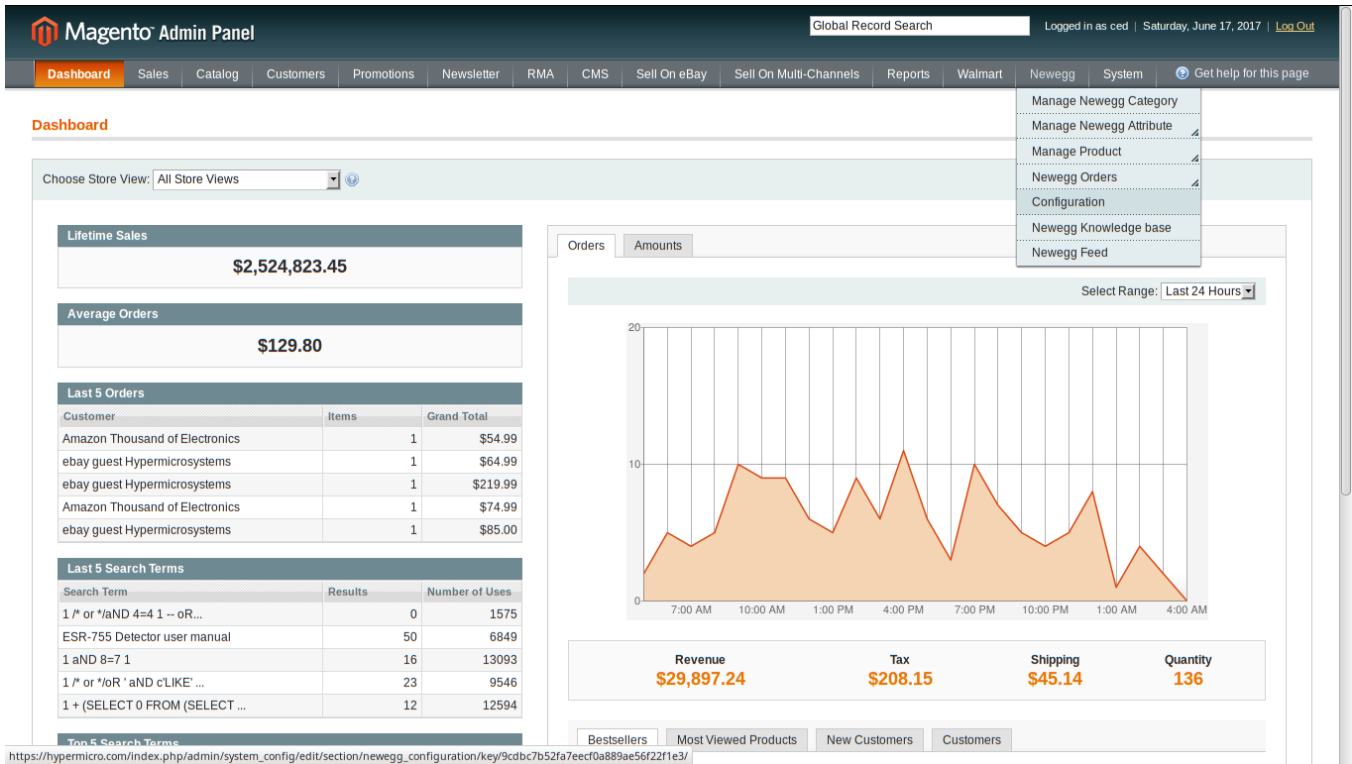 Magento™ Admin Panel
Global Record Search
Logged in as ced | Saturday, June 17, 2017 | Log Out
Dashboard Sales Catalog Customers Promotions Newsletter RMA CMS Sell On eBay Sell On Multi-Channels Reports Walmart Newegg System Get help for this page
Manage Newegg Category
Manage Newegg Attribute
Manage Product
Newegg Orders
Configuration
Newegg Knowledge base
Newegg Feed
Dashboard
Choose Store View: All Store Views
Lifetime Sales
$2,524,823.45
Average Orders
$129.80
Last 5 Orders
Customer Items Grand Total
Amazon Thousand of Electronics 1 $54.99
ebay guest Hypermicrosystems 1 $64.99
ebay guest Hypermicrosystems 1 $219.99
Amazon Thousand of Electronics 1 $74.99
ebay guest Hypermicrosystems 1 $85.00
Last 5 Search Terms
Search Term Results Number of Uses
1 /* or */aND 4=4 1 -- oR... 0 1575
ESR-755 Detector user manual 50 6849
1 aND 8=7 1 16 13093
1 /* or */oR ' aND c'LIKE' ... 23 9546
1 + (SELECT 0 FROM (SELECT ... 12 12594
Top 5 Search Terms
Orders Amounts
Select Range: Last 24 Hours
20
10
0
7:00 AM 10:00 AM 1:00 PM 4:00 PM 7:00 PM 10:00 PM 1:00 AM 4:00 AM
Revenue Tax Shipping Quantity
$29,897.24 $208.15 $45.14 136
Bestsellers Most Viewed Products New Customers Customers
https://hypermicro.com/index.php/admin/system_config/edit/section/newegg_configuration/key/9cdbc7b52fa7eecf0a889ae56f22f1e3/